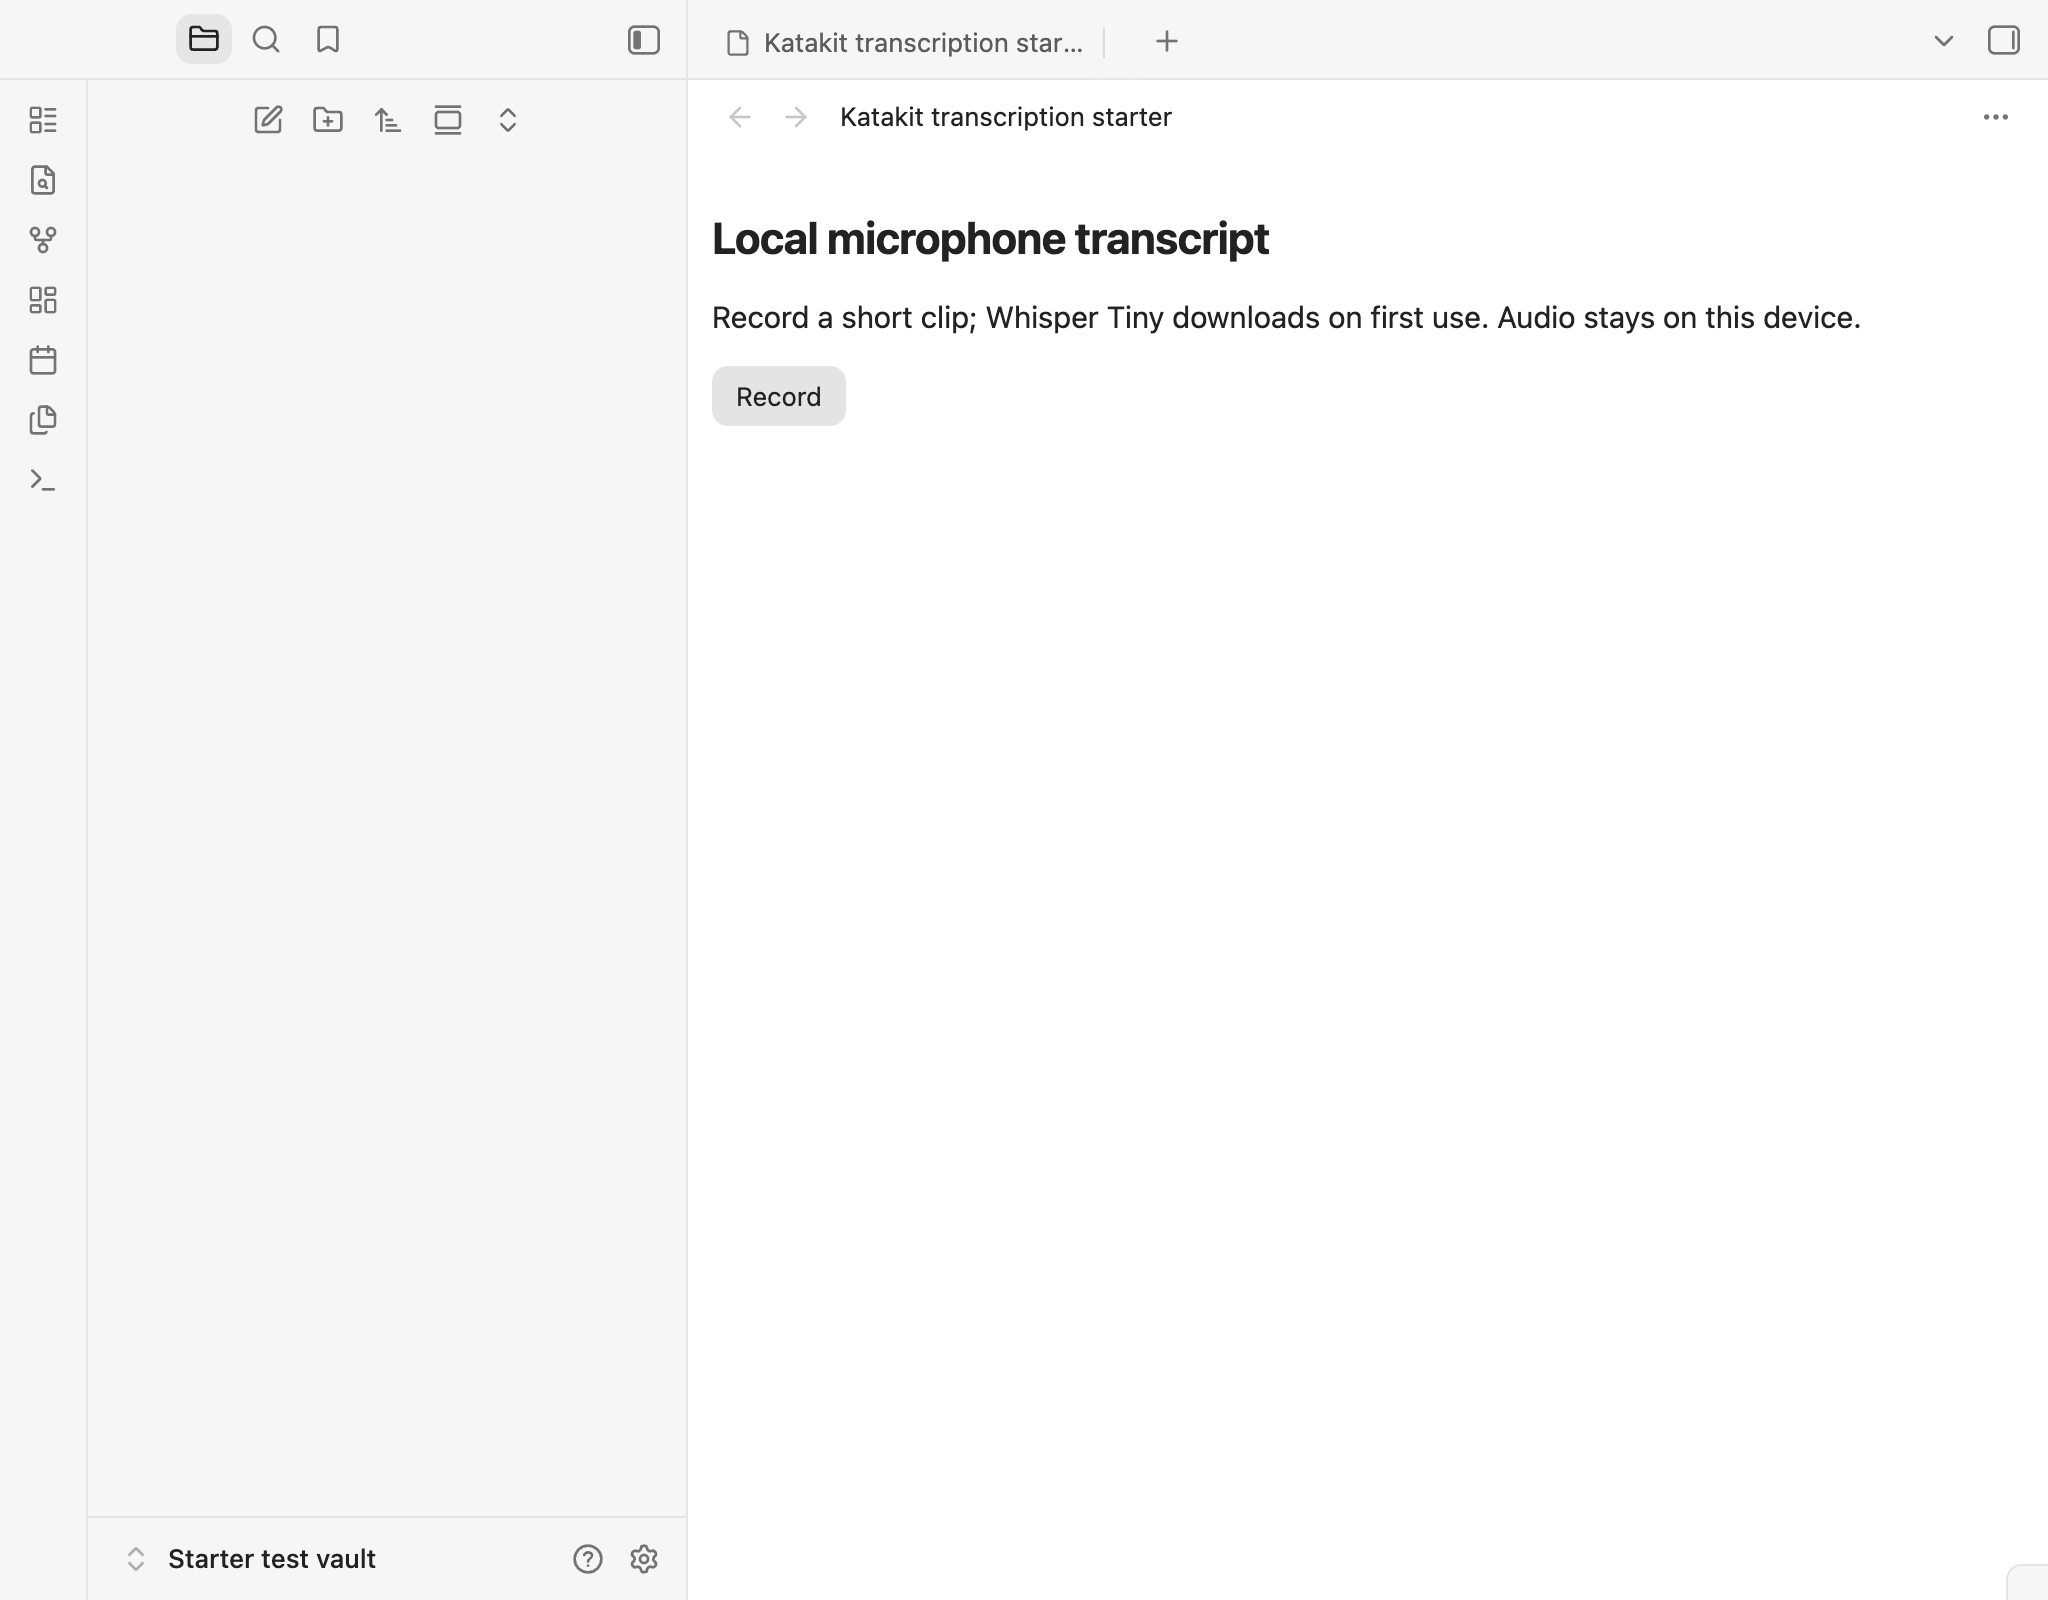 Katakit transcription star...
Katakit transcription starter
Local microphone transcript
Record a short clip; Whisper Tiny downloads on first use. Audio stays on this device.
Record
Starter test vault